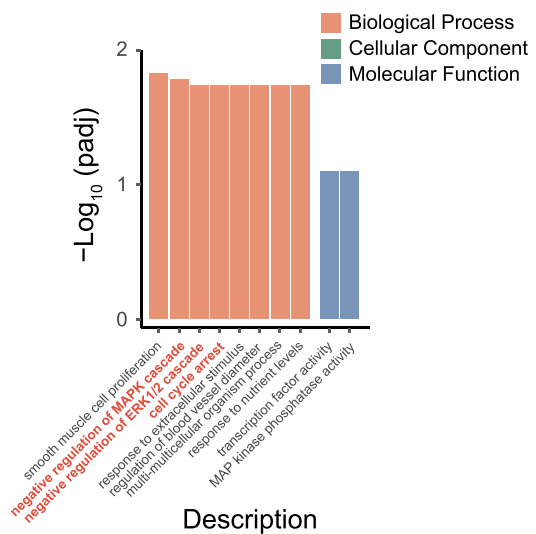 Biological Process
Cellular Component
Molecular Function
−Log10 (padj)
2
1
0
smooth muscle cell proliferation
negative regulation of MAPK cascade
negative regulation of ERK1/2 cascade
cell cycle arrest
response to extracellular stimulus
regulation of blood vessel diameter
multi-multicellular organism process
response to nutrient levels
transcription factor activity
MAP kinase phosphatase activity
Description